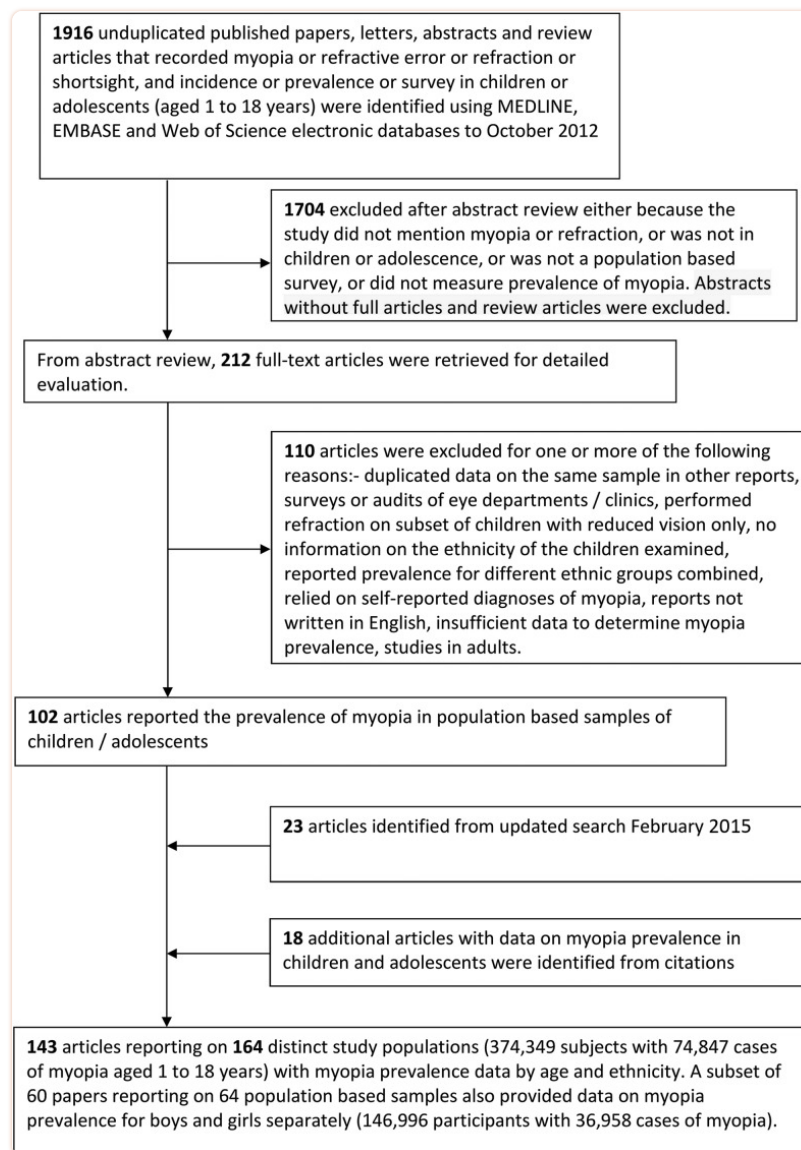 1916 unduplicated published papers, letters, abstracts and review
articles that recorded myopia or refractive error or refraction or
shortsight, and incidence or prevalence or survey in children or
adolescents (aged 1 to 18 years) were identified using MEDLINE,
EMBASE and Web of Science electronic databases to October 2012
1704 excluded after abstract review either because the
study did not mention myopia or refraction, or was not in
children or adolescence, or was not a population based
survey, or did not measure prevalence of myopia. Abstracts
without full articles and review articles were excluded.
From abstract review, 212 full-text articles were retrieved for detailed
evaluation.
110 articles were excluded for one or more of the following
reasons:- duplicated data on the same sample in other reports,
surveys or audits of eye departments / clinics, performed
refraction on subset of children with reduced vision only, no
information on the ethnicity of the children examined,
reported prevalence for different ethnic groups combined,
relied on self-reported diagnoses of myopia, reports not
written in English, insufficient data to determine myopia
prevalence, studies in adults.
102 articles reported the prevalence of myopia in population based samples of
children / adolescents
23 articles identified from updated search February 2015
18 additional articles with data on myopia prevalence in
children and adolescents were identified from citations
143 articles reporting on 164 distinct study populations (374,349 subjects with 74,847 cases
of myopia aged 1 to 18 years) with myopia prevalence data by age and ethnicity. A subset of
60 papers reporting on 64 population based samples also provided data on myopia
prevalence for boys and girls separately (146,996 participants with 36,958 cases of myopia).